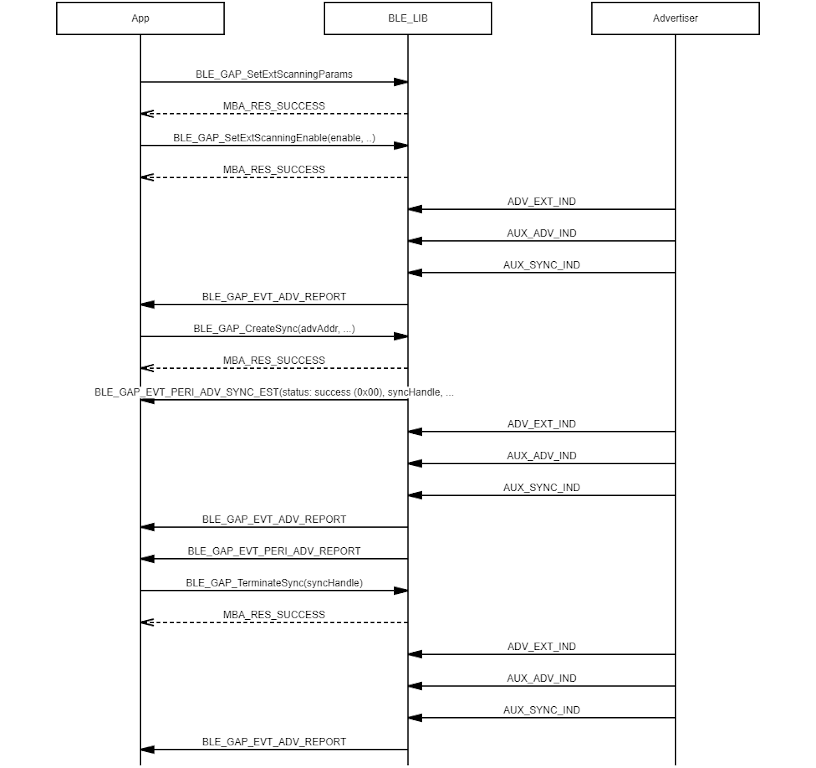 App
BLE_LIB
Advertiser
BLE_GAP_SetExtScanningParams
MBA_RES_SUCCESS
BLE_GAP_SetExtScanningEnable(enable, ..)
MBA_RES_SUCCESS
ADV_EXT_IND
AUX_ADV_IND
AUX_SYNC_IND
BLE_GAP_EVT_ADV_REPORT
BLE_GAP_CreateSync(advAddr, ...)
MBA_RES_SUCCESS
BLE_GAP_EVT_PERI_ADV_SYNC_EST(status: success (0x00), syncHandle, ...
ADV_EXT_IND
AUX_ADV_IND
AUX_SYNC_IND
BLE_GAP_EVT_ADV_REPORT
BLE_GAP_EVT_PERI_ADV_REPORT
BLE_GAP_TerminateSync(syncHandle)
MBA_RES_SUCCESS
ADV_EXT_IND
AUX_ADV_IND
AUX_SYNC_IND
BLE_GAP_EVT_ADV_REPORT